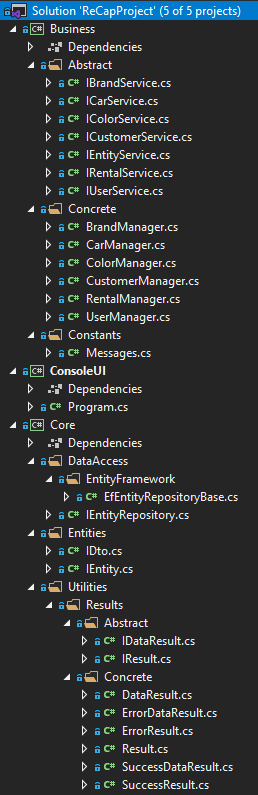 Solution 'ReCapProject' (5 of 5 projects)
C# Business
Dependencies
Abstract
C# IBrandService.cs
C# ICarService.cs
C# IColorService.cs
C# ICustomerService.cs
C# IEntityService.cs
C# IRentalService.cs
C# IUserService.cs
Concrete
C# BrandManager.cs
C# CarManager.cs
C# ColorManager.cs
C# CustomerManager.cs
C# RentalManager.cs
C# UserManager.cs
Constants
C# Messages.cs
C# ConsoleUI
Dependencies
C# Program.cs
C# Core
Dependencies
DataAccess
EntityFramework
C# EfEntityRepositoryBase.cs
C# IEntityRepository.cs
Entities
C# IDto.cs
C# IEntity.cs
Utilities
Results
Abstract
C# IDataResult.cs
C# IResult.cs
Concrete
C# DataResult.cs
C# ErrorDataResult.cs
C# ErrorResult.cs
C# Result.cs
C# SuccessDataResult.cs
C# SuccessResult.cs